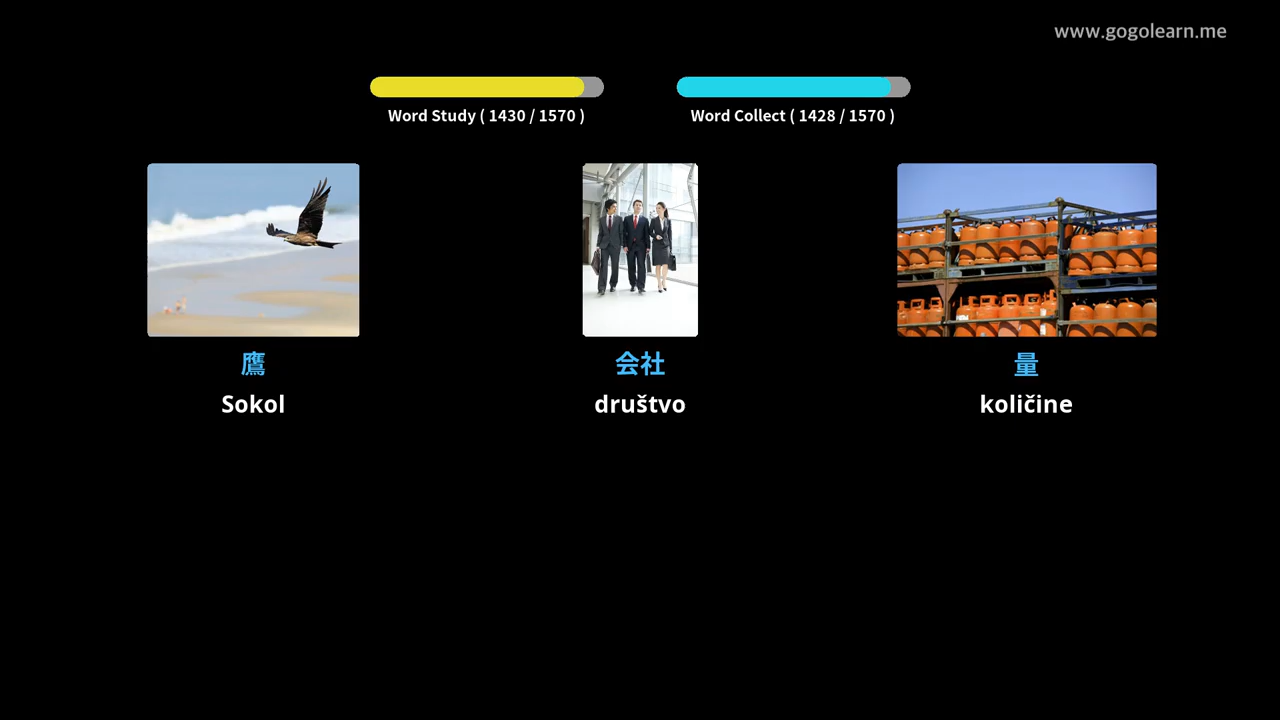 www.gogolearn.me
Word Study ( 1430 / 1570 )
Word Collect ( 1428 / 1570 )
鷹
会社
量
Sokol
društvo
količine